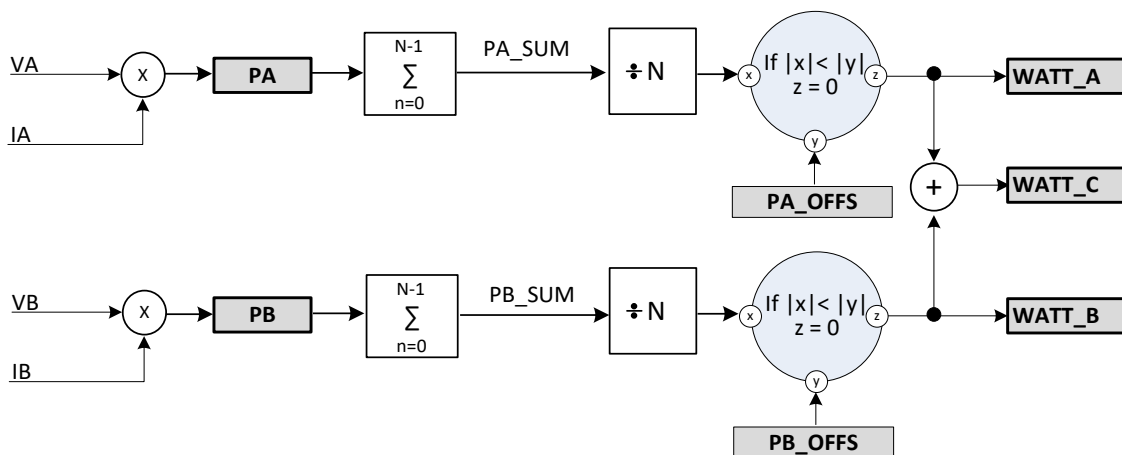 VA
IA
X
PA
N-1
∑
n=0
PA_SUM
÷N
x
If |x|< |y|
z = 0
z
y
PA_OFFS
WATT_A
+
WATT_C
VB
IB
X
PB
N-1
∑
n=0
PB_SUM
÷N
x
If |x|< |y|
z = 0
z
y
PB_OFFS
WATT_B